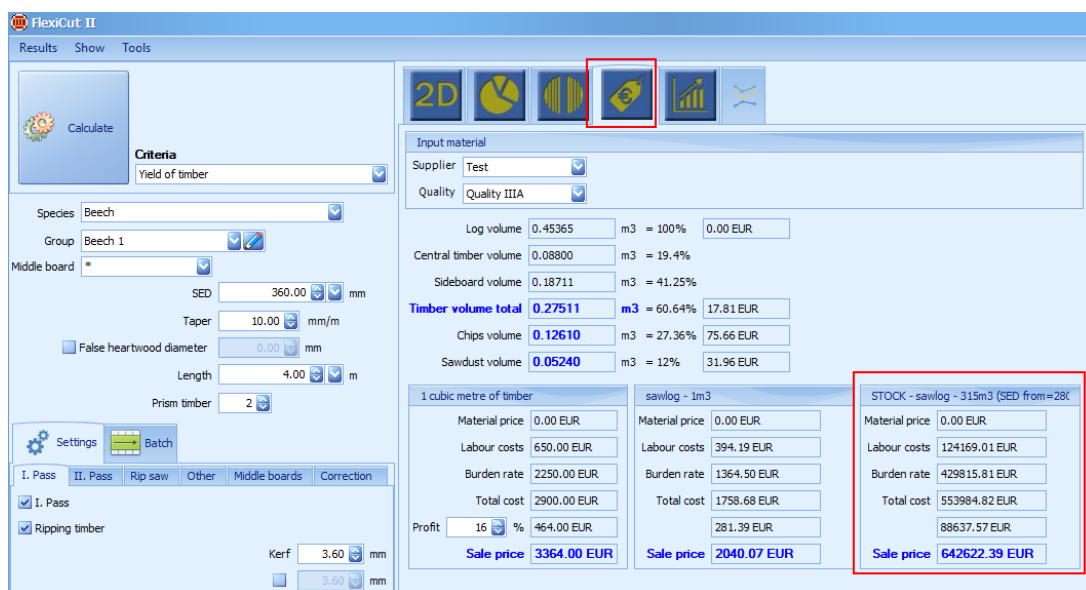 FlexiCut II
Results Show Tools
Calculate
Criteria
Yield of timber
Species Beech
Group Beech 1
Middle board *
SED 360.00 mm
Taper 10.00 mm/m
False heartwood diameter 0.00 mm
Length 4.00 m
Prism timber 2
Settings Batch
I. Pass II. Pass Rip saw Other Middle boards Correction
I. Pass
Ripping timber
Kerf 3.60 mm
3.60 mm
2D
€
Input material
Supplier Test
Quality Quality IIIA
Log volume 0.45365 m3 = 100% 0.00 EUR
Central timber volume 0.08800 m3 = 19.4%
Sideboard volume 0.18711 m3 = 41.25%
Timber volume total 0.27511 m3 = 60.64% 17.81 EUR
Chips volume 0.12610 m3 = 27.36% 75.66 EUR
Sawdust volume 0.05240 m3 = 12% 31.96 EUR
1 cubic metre of timber
Material price 0.00 EUR
Labour costs 650.00 EUR
Burden rate 2250.00 EUR
Total cost 2900.00 EUR
Profit 16 % 464.00 EUR
Sale price 3364.00 EUR
sawlog - 1m3
Material price 0.00 EUR
Labour costs 394.19 EUR
Burden rate 1364.50 EUR
Total cost 1758.68 EUR
281.39 EUR
Sale price 2040.07 EUR
STOCK - sawlog - 315m3 (SED from=280
Material price 0.00 EUR
Labour costs 124169.01 EUR
Burden rate 429815.81 EUR
Total cost 553984.82 EUR
88637.57 EUR
Sale price 642622.39 EUR